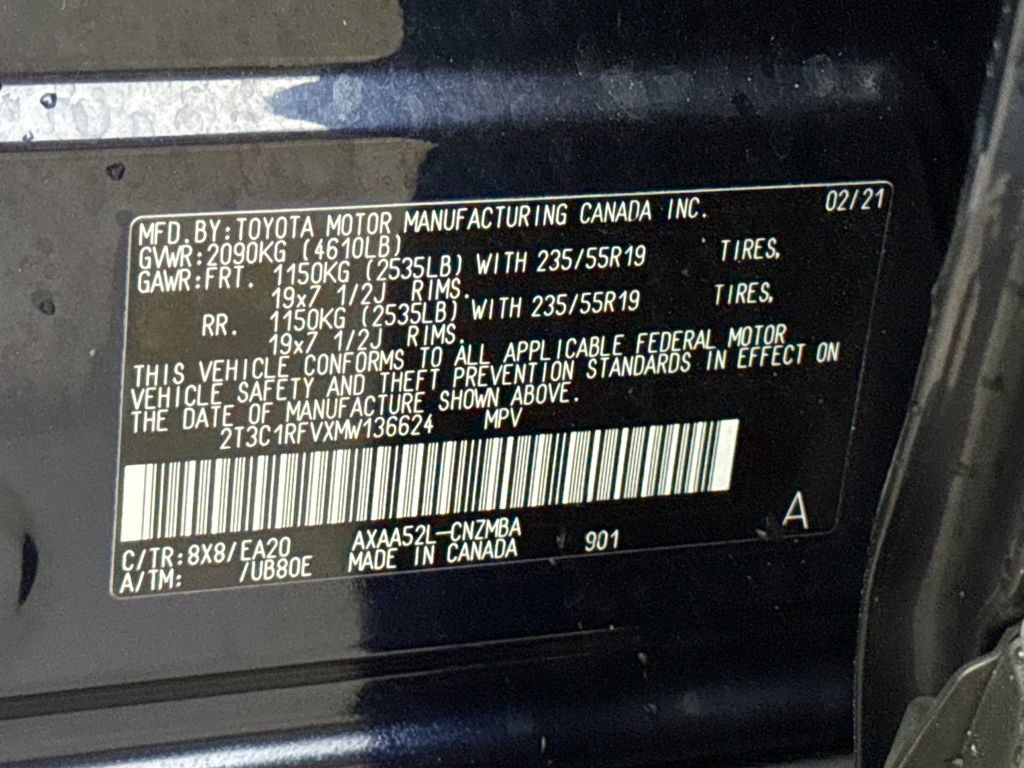 02/21
MFD.BY:TOYOTA MOTOR MANUFACTURING CANADA INC.
GVWR:2090KG (4610LB)
GAWR:FRT. 1150KG (2535LB) WITH 235/55R19 TIRES,
19x7 1/2J RIMS.
RR. 1150KG (2535LB) WITH 235/55R19 TIRES,
19x7 1/2J RIMS.
THIS VEHICLE CONFORMS TO ALL APPLICABLE FEDERAL MOTOR
VEHICLE SAFETY AND THEFT PREVENTION STANDARDS IN EFFECT ON
THE DATE OF MANUFACTURE SHOWN ABOVE.
2T3C1RFVXMW136624 MPV
A
C/TR:8X8/EA20 AXAA52L-CNZMBA 901
A/TM: /UB80E MADE IN CANADA